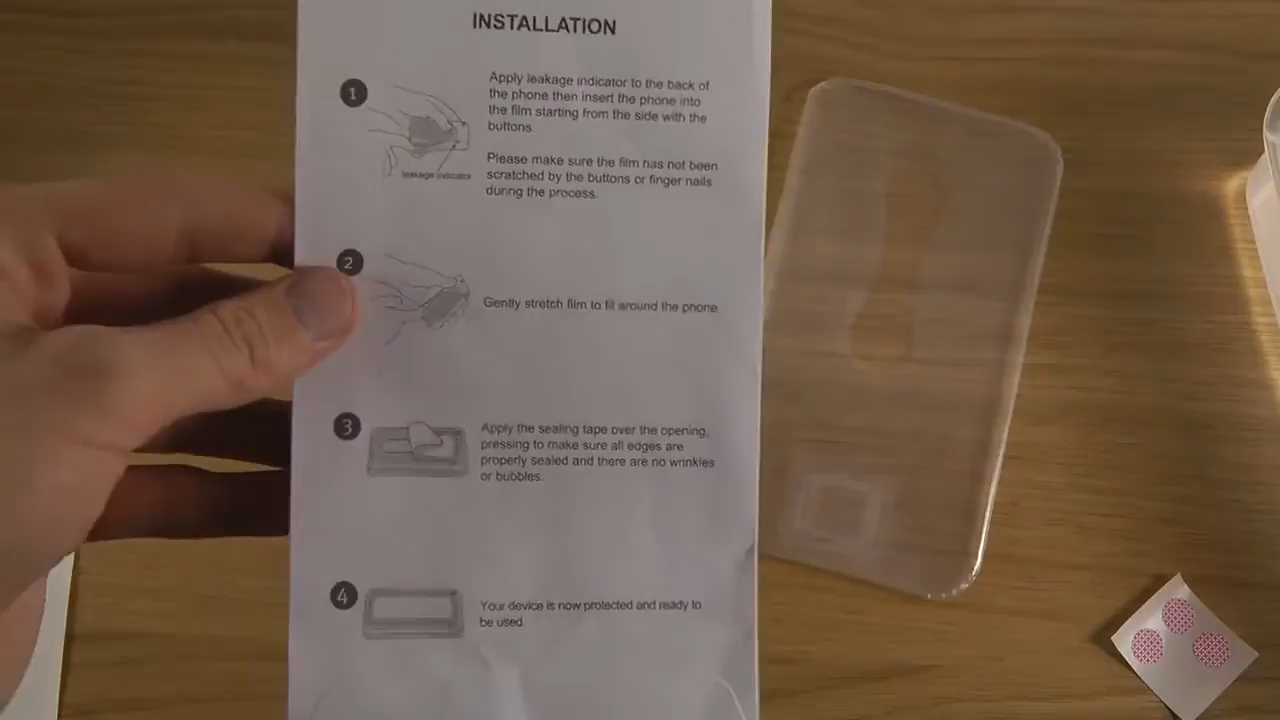 INSTALLATION
1
Apply leakage indicator to the back of
the phone then insert the phone into
the film starting from the side with the
buttons
Please make sure the film has not been
scratched by the buttons or finger nails
during the process.
leakage indicator
2
Gently stretch film to fit around the phone
3
Apply the sealing tape over the opening,
pressing to make sure all edges are
properly sealed and there are no wrinkles
or bubbles.
4
Your device is now protected and ready to
be used